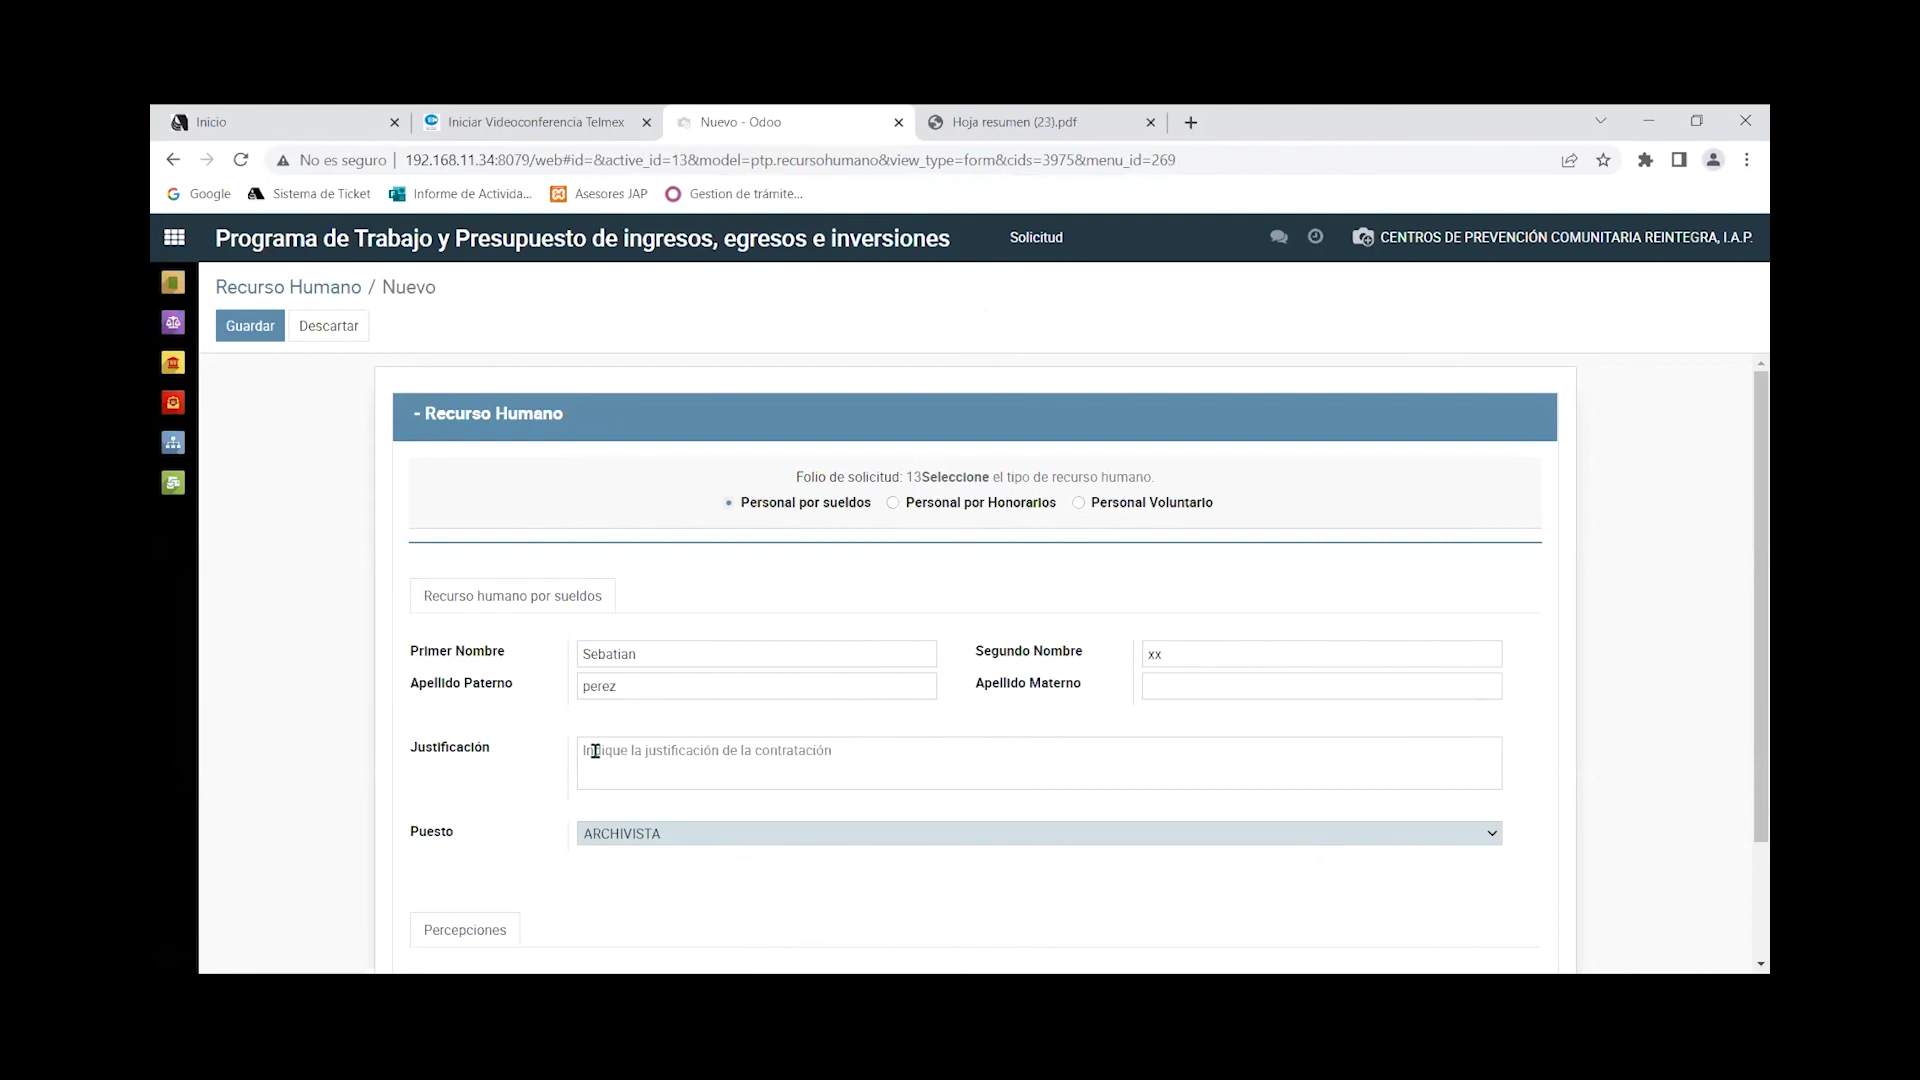 Inicio
Iniciar Videoconferencia Telmex
Nuevo - Odoo
Hoja resumen (23).pdf
No es seguro
192.168.11.34:8079/web#id=&active_id=13&model=ptp.recursohumano&view_type=form&cids=3975&menu_id=269
Google
Sistema de Ticket
Informe de Activida...
Asesores JAP
Gestion de trámite...
Programa de Trabajo y Presupuesto de ingresos, egresos e inversiones
Solicitud
CENTROS DE PREVENCIÓN COMUNITARIA REINTEGRA, I.A.P.
Recurso Humano / Nuevo
Guardar
Descartar
- Recurso Humano
Folio de solicitud: 13Seleccione el tipo de recurso humano.
Personal por sueldos
Personal por Honorarios
Personal Voluntario
Recurso humano por sueldos
Primer Nombre
Sebatian
Segundo Nombre
xx
Apellido Paterno
perez
Apellido Materno
Justificación
Indique la justificación de la contratación
Puesto
ARCHIVISTA
Percepciones